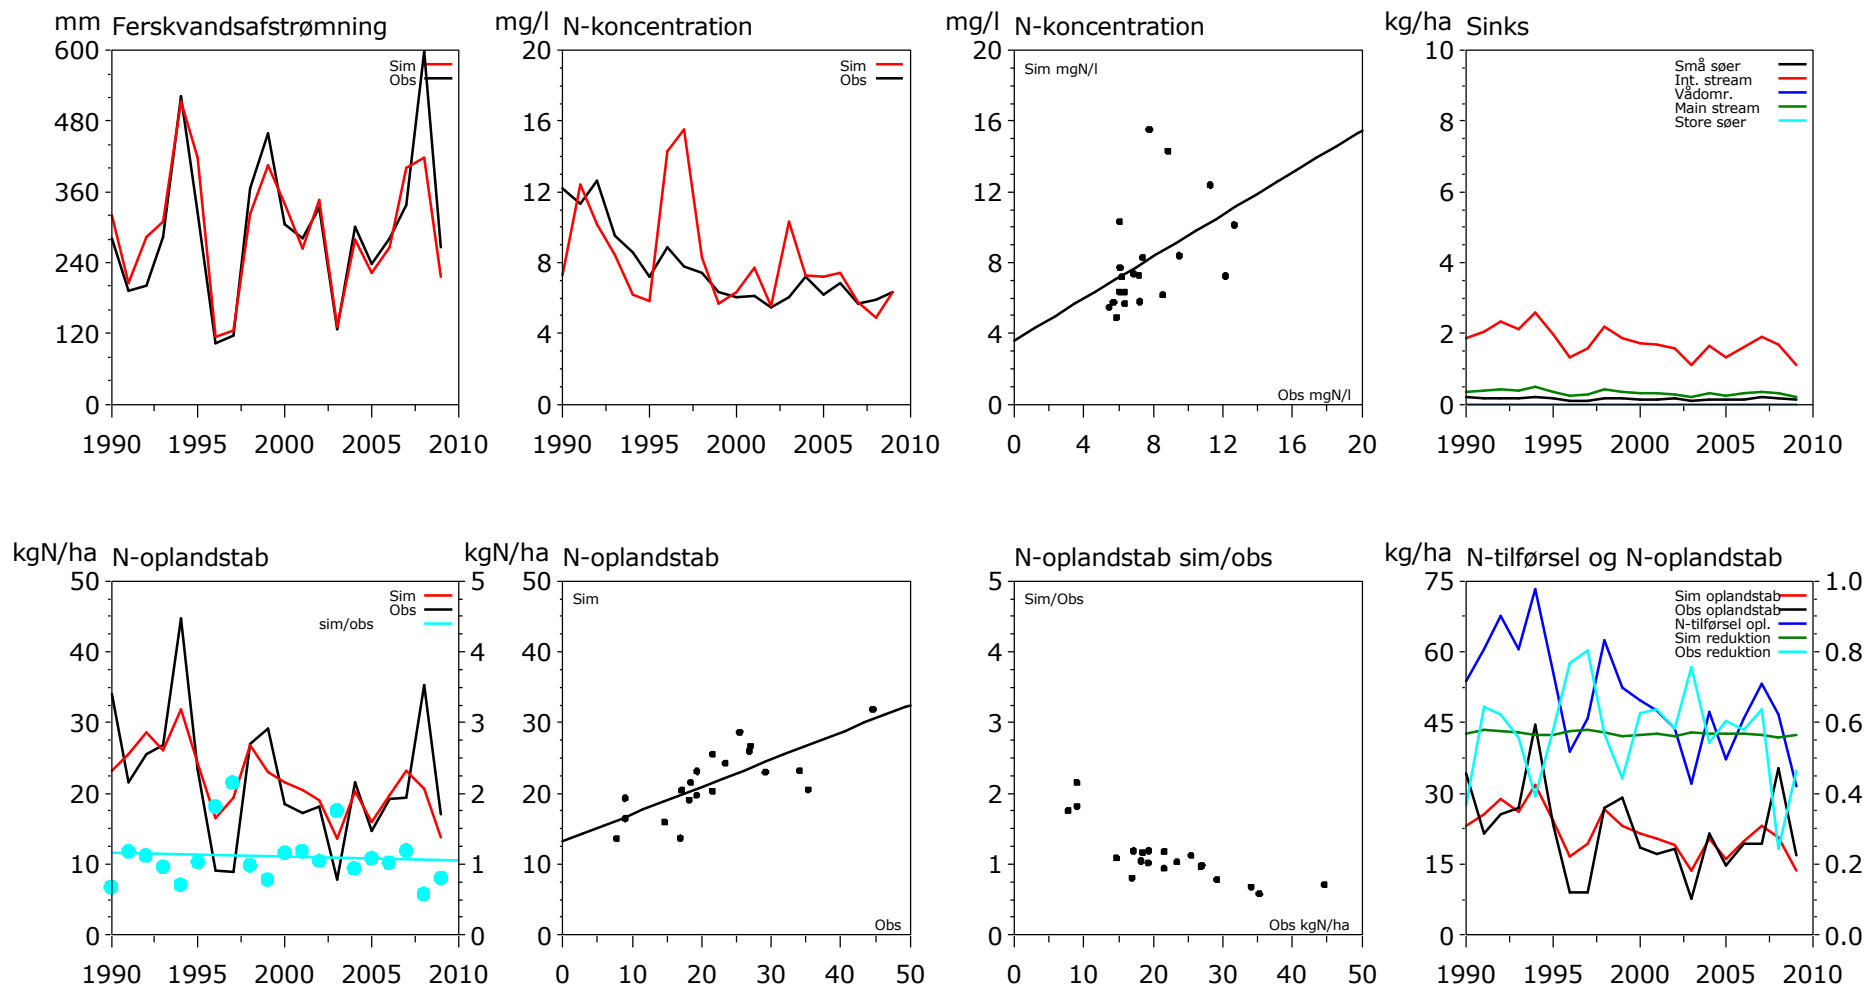 mm Ferskvandsafstrømning
600
480
360
240
120
0
1990 1995 2000 2005 2010
Sim
Obs
mg/l N-koncentration
20
16
12
8
4
0
1990 1995 2000 2005 2010
Sim
Obs
mg/l N-koncentration
20
16
12
8
4
0
0 4 8 12 16 20
Sim mgN/l
Obs mgN/l
kg/ha Sinks
10
8
6
4
2
0
1990 1995 2000 2005 2010
Små søer
Int. stream
Vådomr.
Main stream
Store søer
kgN/ha N-oplandstab
50
40
30
20
10
0
5
4
3
2
1
0
1990 1995 2000 2005 2010
Sim
Obs
sim/obs
kgN/ha N-oplandstab
50
40
30
20
10
0
0 10 20 30 40 50
Sim
Obs
N-oplandstab sim/obs
5
4
3
2
1
0
0 10 20 30 40 50
Sim/Obs
Obs kgN/ha
kg/ha N-tilførsel og N-oplandstab
75
60
45
30
15
0
1.0
0.8
0.6
0.4
0.2
0.0
1990 1995 2000 2005 2010
Sim oplandstab
Obs oplandstab
N-tilførsel opl.
Sim reduktion
Obs reduktion